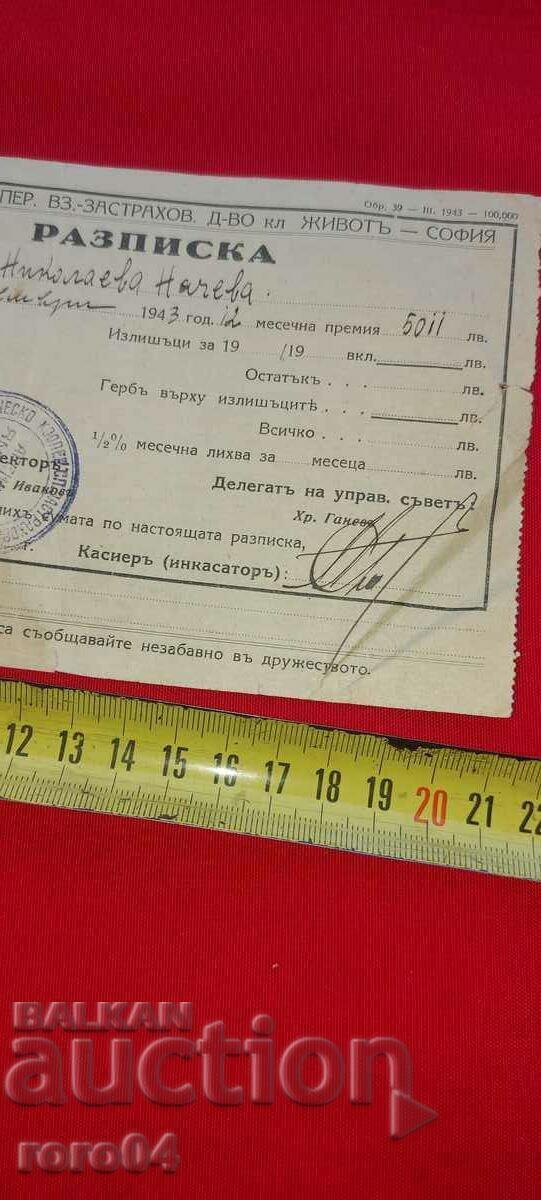 Обр. 39 — III. 1943 — 100,000
ПЕР. ВЗ.-ЗАСТРАХОВ. Д-ВО кл ЖИВОТЪ — СОФИЯ
РАЗПИСКА
Николаева Начева
1943 год. 12 месечна премия 5011 лв.
Излишъци за 19 /19 вкл. лв.
Остатъкъ . . . лв.
Гербъ върху излишъцитѣ . лв.
Всичко . . . лв.
½% месечна лихва за месеца лв.
екторъ
Делегатъ на управ. съветъ:
Ивановъ
Хр. Ганевъ
сумата по настоящата разписка,
Касиеръ (инкасаторъ):
са съобщавайте незабавно въ дружеството.
12 13 14 15 16 17 18 19 20 21 22
BALKAN
auction
roro04